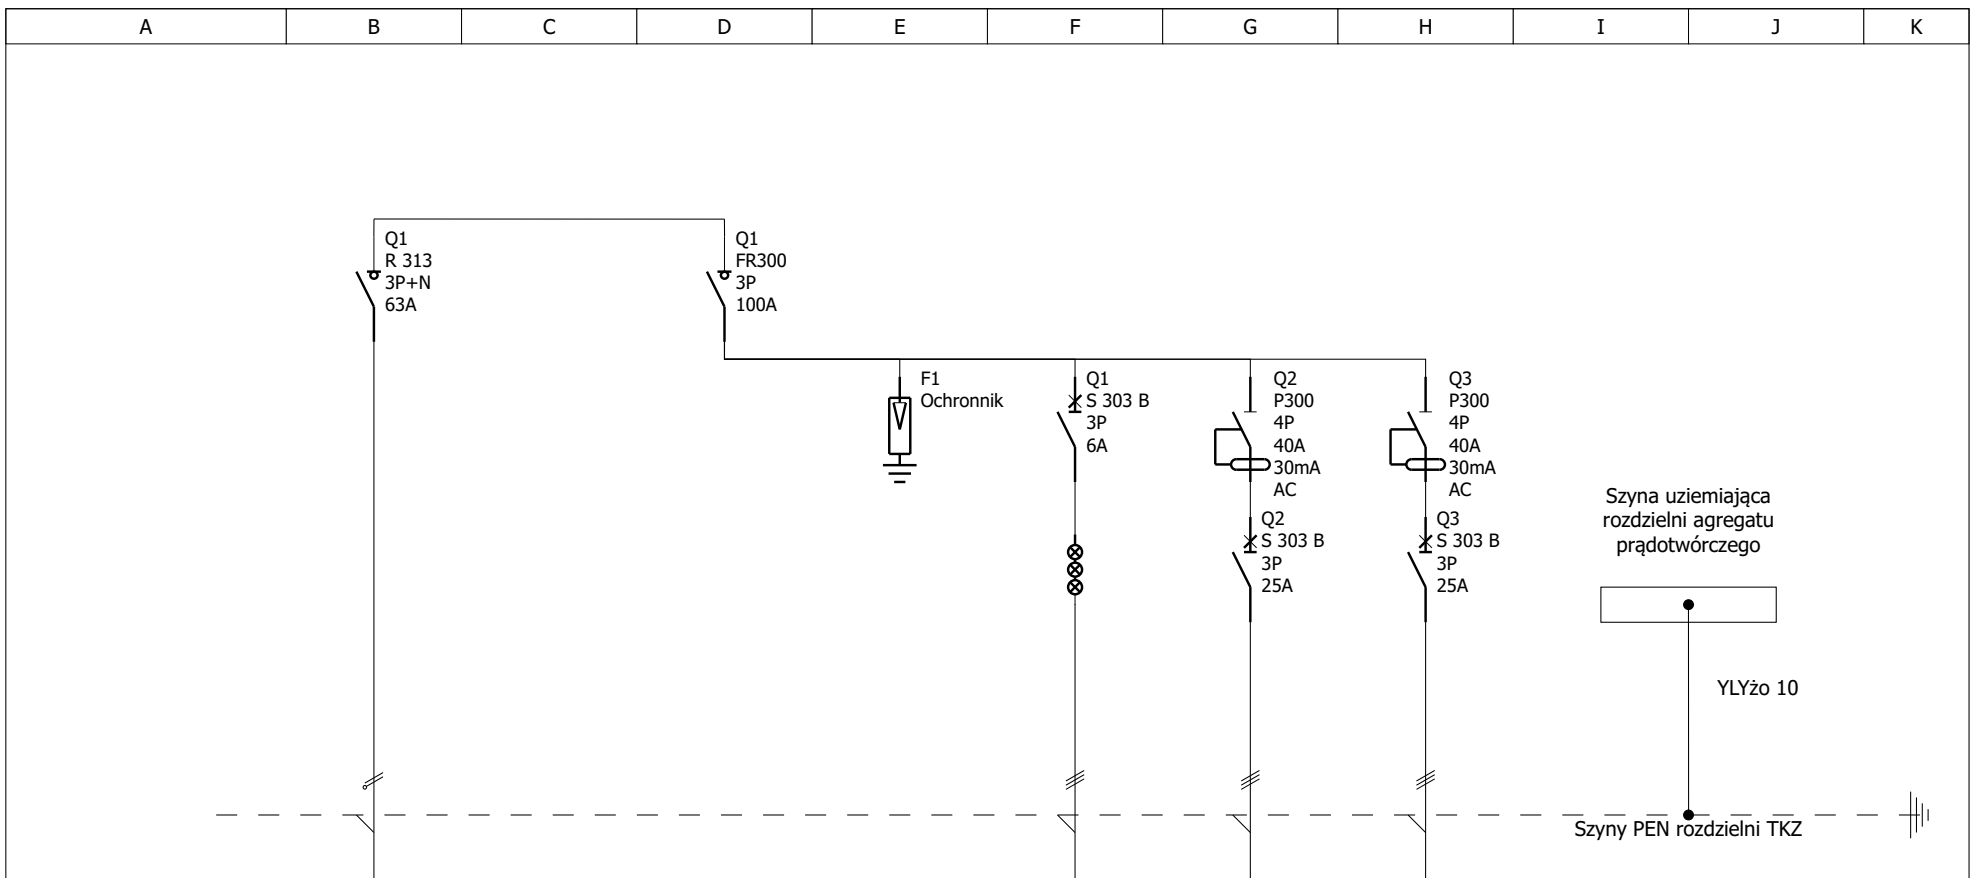 A B C D E F G H I J K
Q1
R 313
3P+N
63A
Q1
FR300
3P
100A
F1
Ochronnik
Q1
S 303 B
3P
6A
Q2
P300
4P
40A
30mA
AC
Q2
S 303 B
3P
25A
Q3
P300
4P
40A
30mA
AC
Q3
S 303 B
3P
25A
Szyna uziemiająca
rozdzielni agregatu
prądotwórczego
YLYżo 10
Szyny PEN rozdzielni TKZ